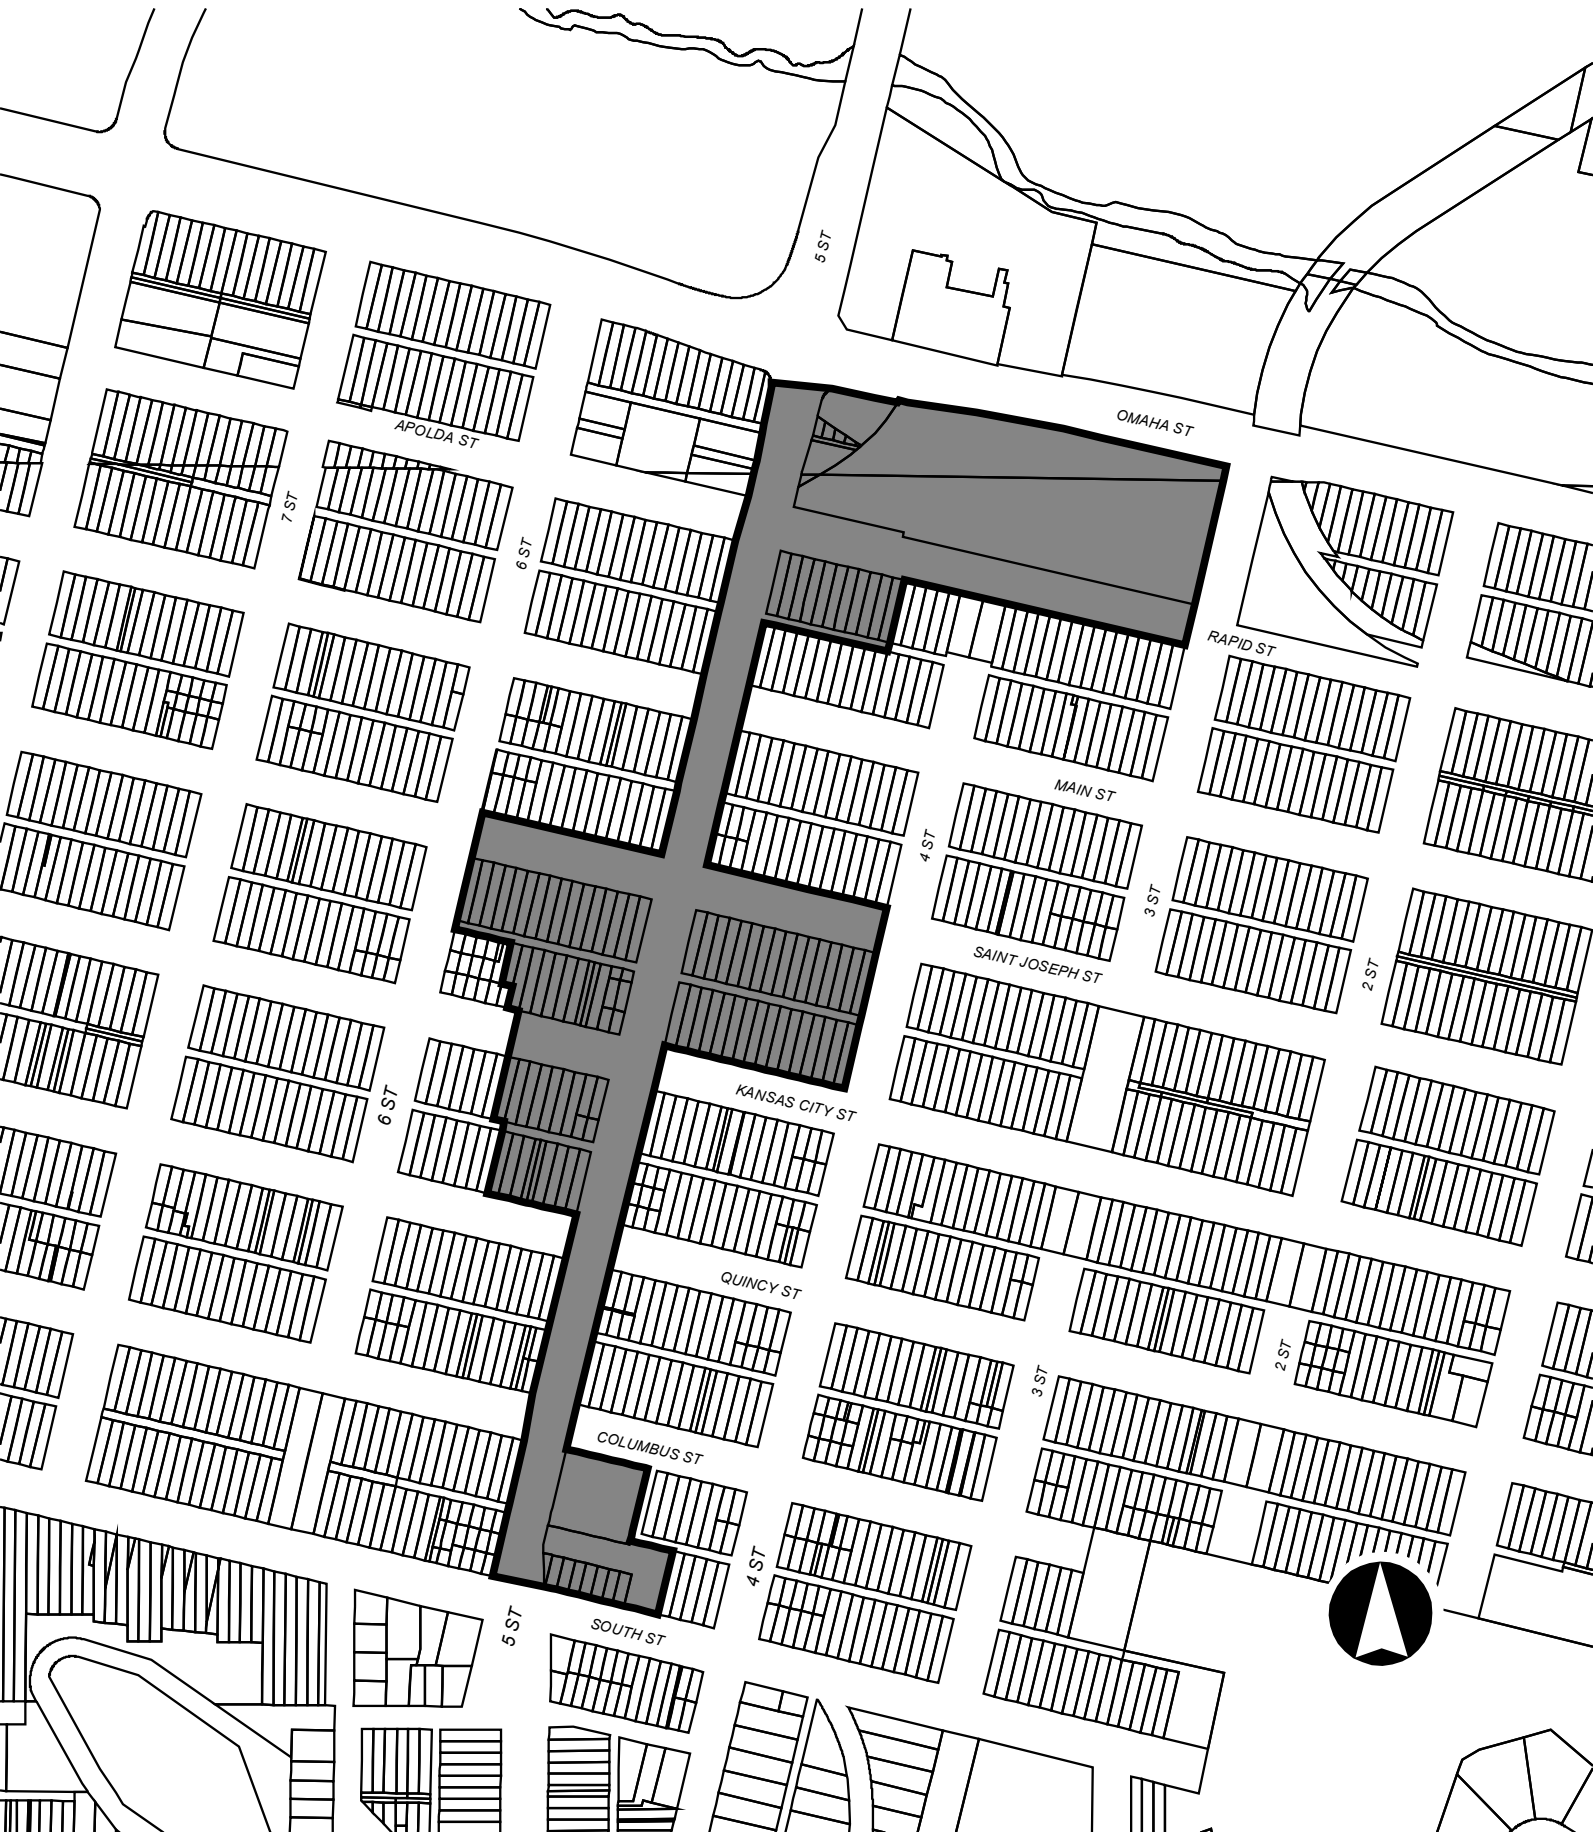 5 ST
OMAHA ST
APOLDA ST
7 ST
6 ST
RAPID ST
MAIN ST
4 ST
3 ST
SAINT JOSEPH ST
2 ST
KANSAS CITY ST
6 ST
QUINCY ST
2 ST
3 ST
COLUMBUS ST
4 ST
5 ST
SOUTH ST